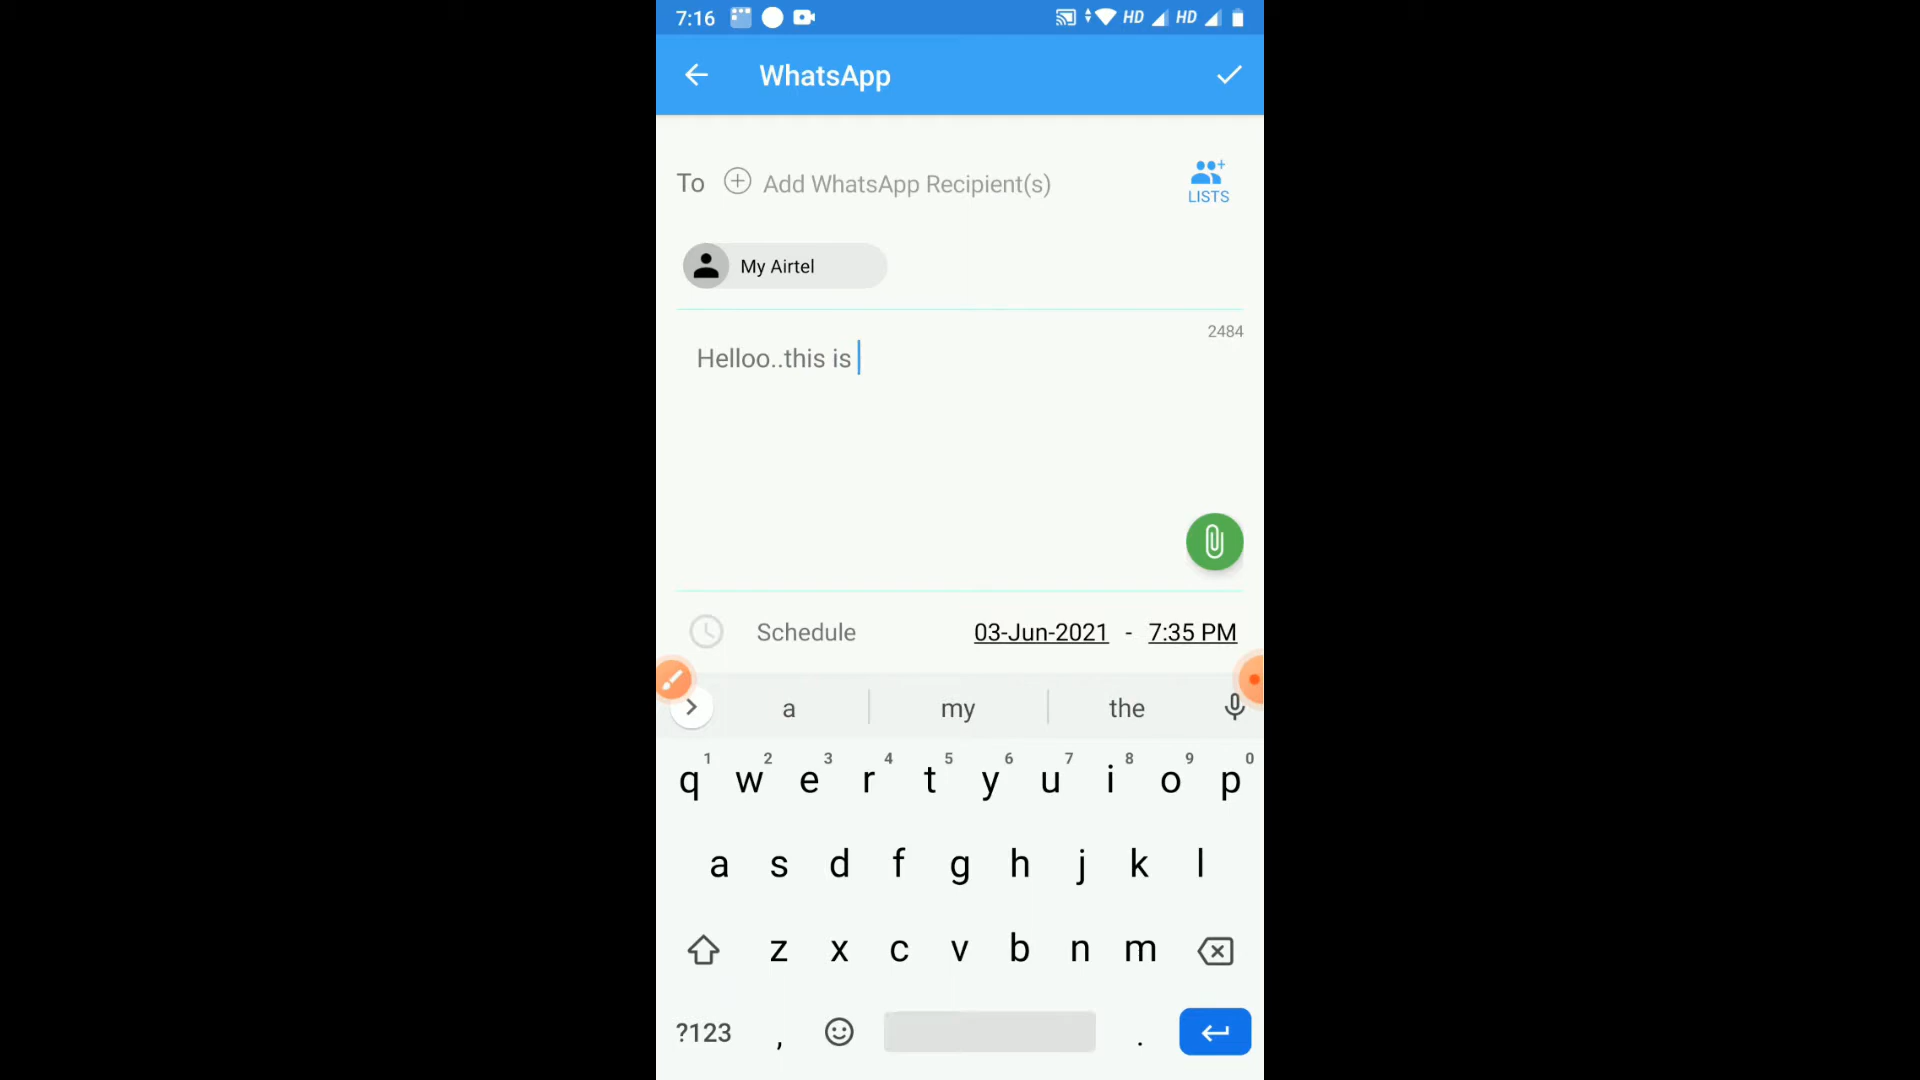 7:16 HD HD
WhatsApp
To Add WhatsApp Recipient(s)
LISTS
My Airtel
2484
Helloo..this is
Schedule 03-Jun-2021 - 7:35 PM
a my the
1 2 3 4 5 6 7 8 9 0
q w e r t y u i o p
a s d f g h j k l
z x c v b n m
?123 , .